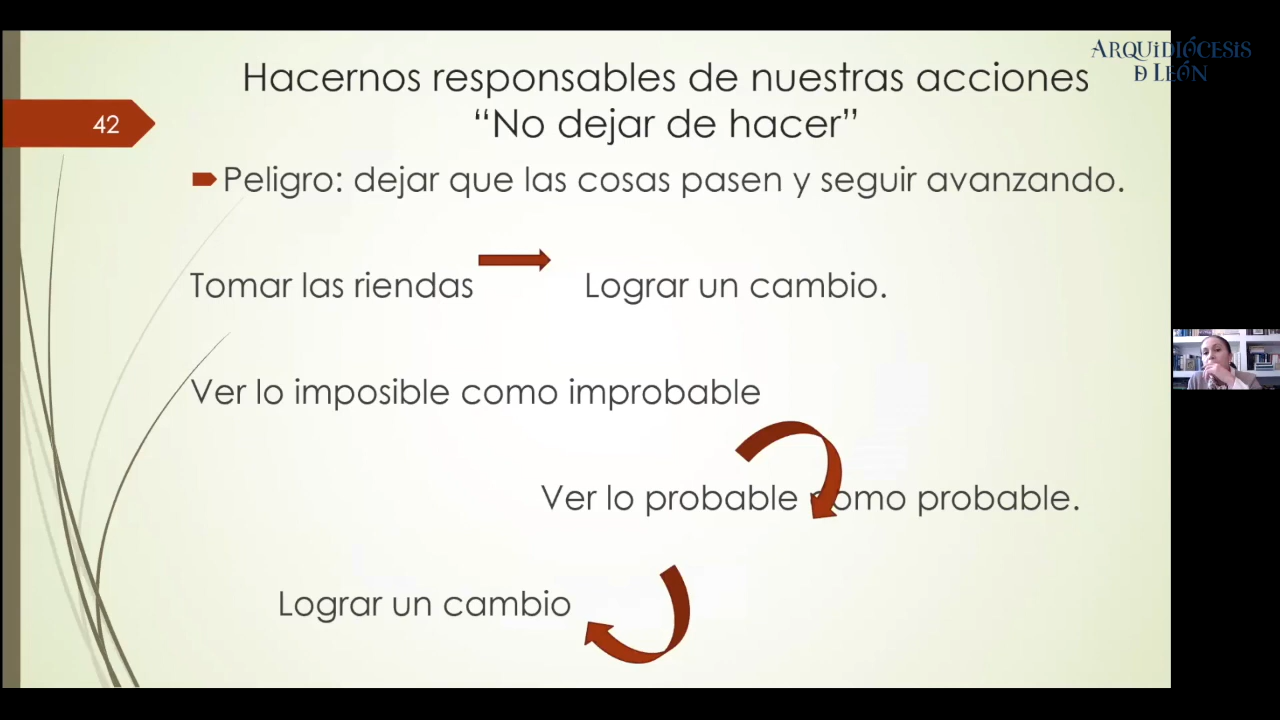 ARQUiDiÓCESiS
D LEÓN
Hacernos responsables de nuestras acciones
“No dejar de hacer”
42
Peligro: dejar que las cosas pasen y seguir avanzando.
Tomar las riendas Lograr un cambio.
Ver lo imposible como improbable
Ver lo probable como probable.
Lograr un cambio